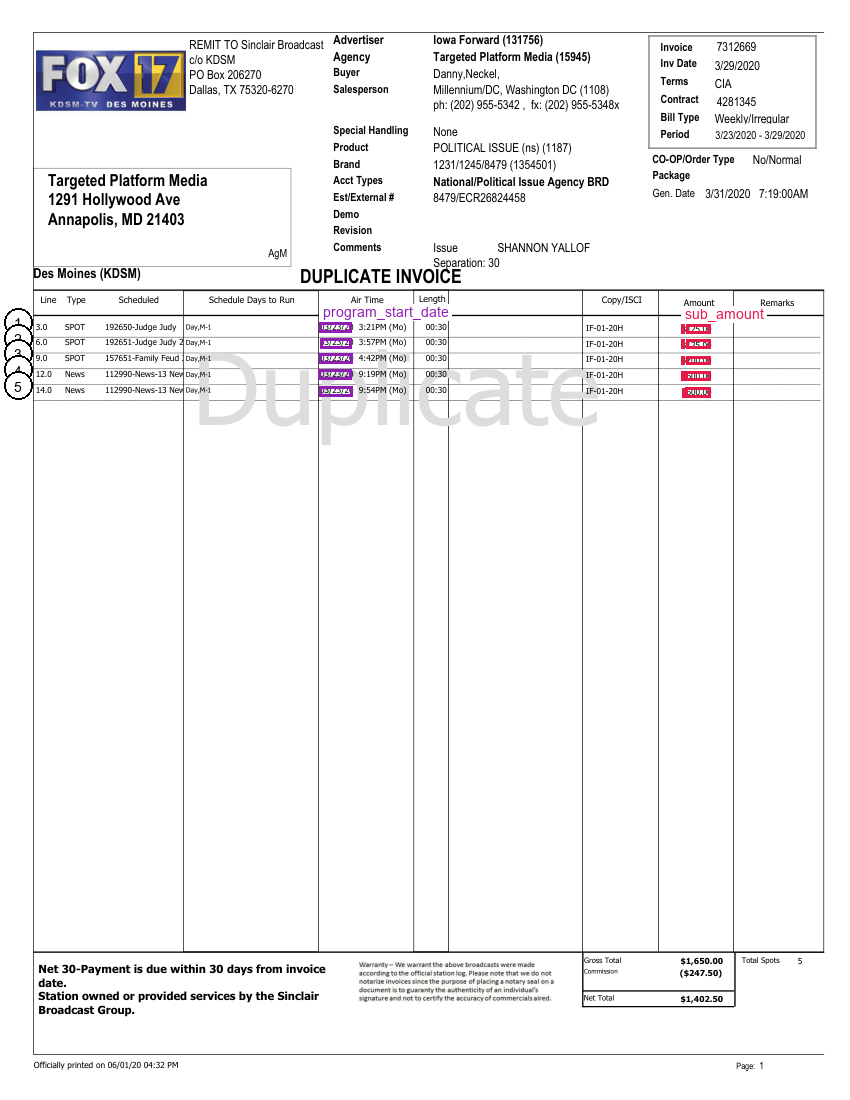 FOX 17
KDSM-TV DES MOINES
REMIT TO Sinclair Broadcast
c/o KDSM
PO Box 206270
Dallas, TX 75320-6270
Advertiser Iowa Forward (131756)
Agency Targeted Platform Media (15945)
Buyer Danny,Neckel,
Salesperson Millennium/DC, Washington DC (1108)
ph: (202) 955-5342 , fx: (202) 955-5348x
Special Handling None
Product POLITICAL ISSUE (ns) (1187)
Brand 1231/1245/8479 (1354501)
Acct Types National/Political Issue Agency BRD
Est/External # 8479/ECR26824458
Demo
Revision
Comments Issue SHANNON YALLOF
Separation: 30
Invoice 7312669
Inv Date 3/29/2020
Terms CIA
Contract 4281345
Bill Type Weekly/Irregular
Period 3/23/2020 - 3/29/2020
CO-OP/Order Type No/Normal
Package
Gen. Date 3/31/2020 7:19:00AM
Targeted Platform Media
1291 Hollywood Ave
Annapolis, MD 21403
AgM
Des Moines (KDSM)
DUPLICATE INVOICE
Line Type Scheduled Schedule Days to Run Air Time Length Copy/ISCI Amount Remarks
program_start_date sub_amount
1 3.0 SPOT 192650-Judge Judy Day,M-1 3:21PM (Mo) 00:30 IF-01-20H
2 6.0 SPOT 192651-Judge Judy 2 Day,M-1 3:57PM (Mo) 00:30 IF-01-20H
3 9.0 SPOT 157651-Family Feud Day,M-1 4:42PM (Mo) 00:30 IF-01-20H
4 12.0 News 112990-News-13 New Day,M-1 9:19PM (Mo) 00:30 IF-01-20H
5 14.0 News 112990-News-13 New Day,M-1 9:54PM (Mo) 00:30 IF-01-20H
Duplicate
Net 30-Payment is due within 30 days from invoice
date.
Station owned or provided services by the Sinclair
Broadcast Group.
Warranty – We warrant the above broadcasts were made
according to the official station log. Please note that we do not
notarize invoices since the purpose of placing a notary seal on a
document is to guaranty the authenticity of an individual's
signature and not to certify the accuracy of commercials aired.
Gross Total $1,650.00
Commission ($247.50)
Net Total $1,402.50
Total Spots 5
Officially printed on 06/01/20 04:32 PM
Page: 1